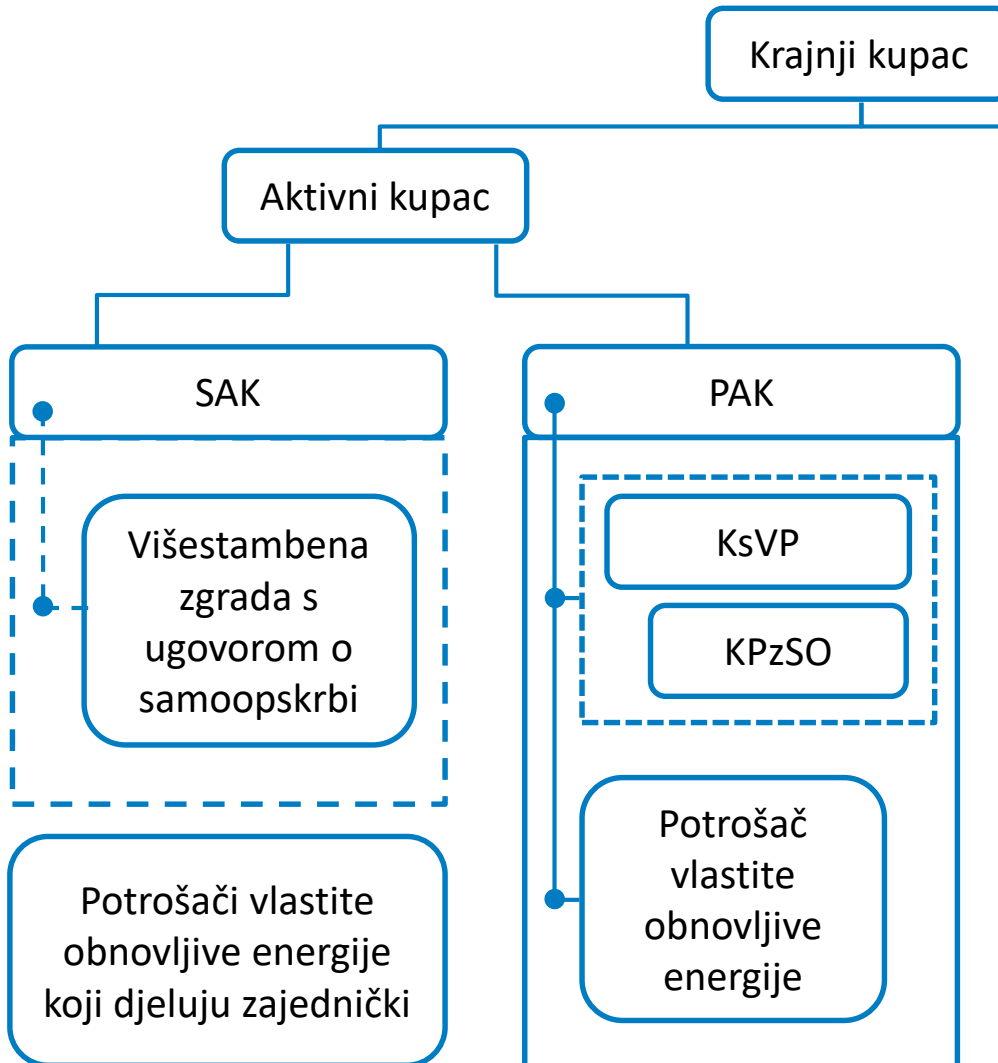 Krajnji kupac
Aktivni kupac
SAK
PAK
Višestambena
zgrada s
ugovorom o
samoopskrbi
KsVP
KPzSO
Potrošači vlastite
obnovljive energije
koji djeluju zajednički
Potrošač
vlastite
obnovljive
energije